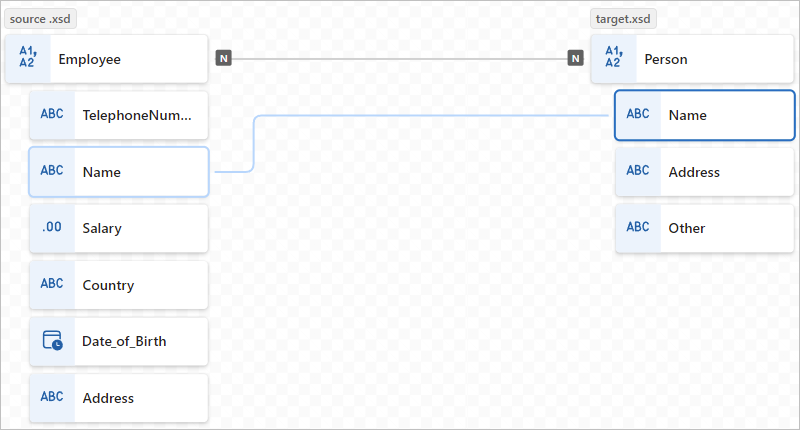 source .xsd
target.xsd
A1,
A2
Employee
N
N
A1,
A2
Person
ABC
TelephoneNum...
ABC
Name
ABC
Name
ABC
Address
.00
Salary
ABC
Other
ABC
Country
Date_of_Birth
ABC
Address